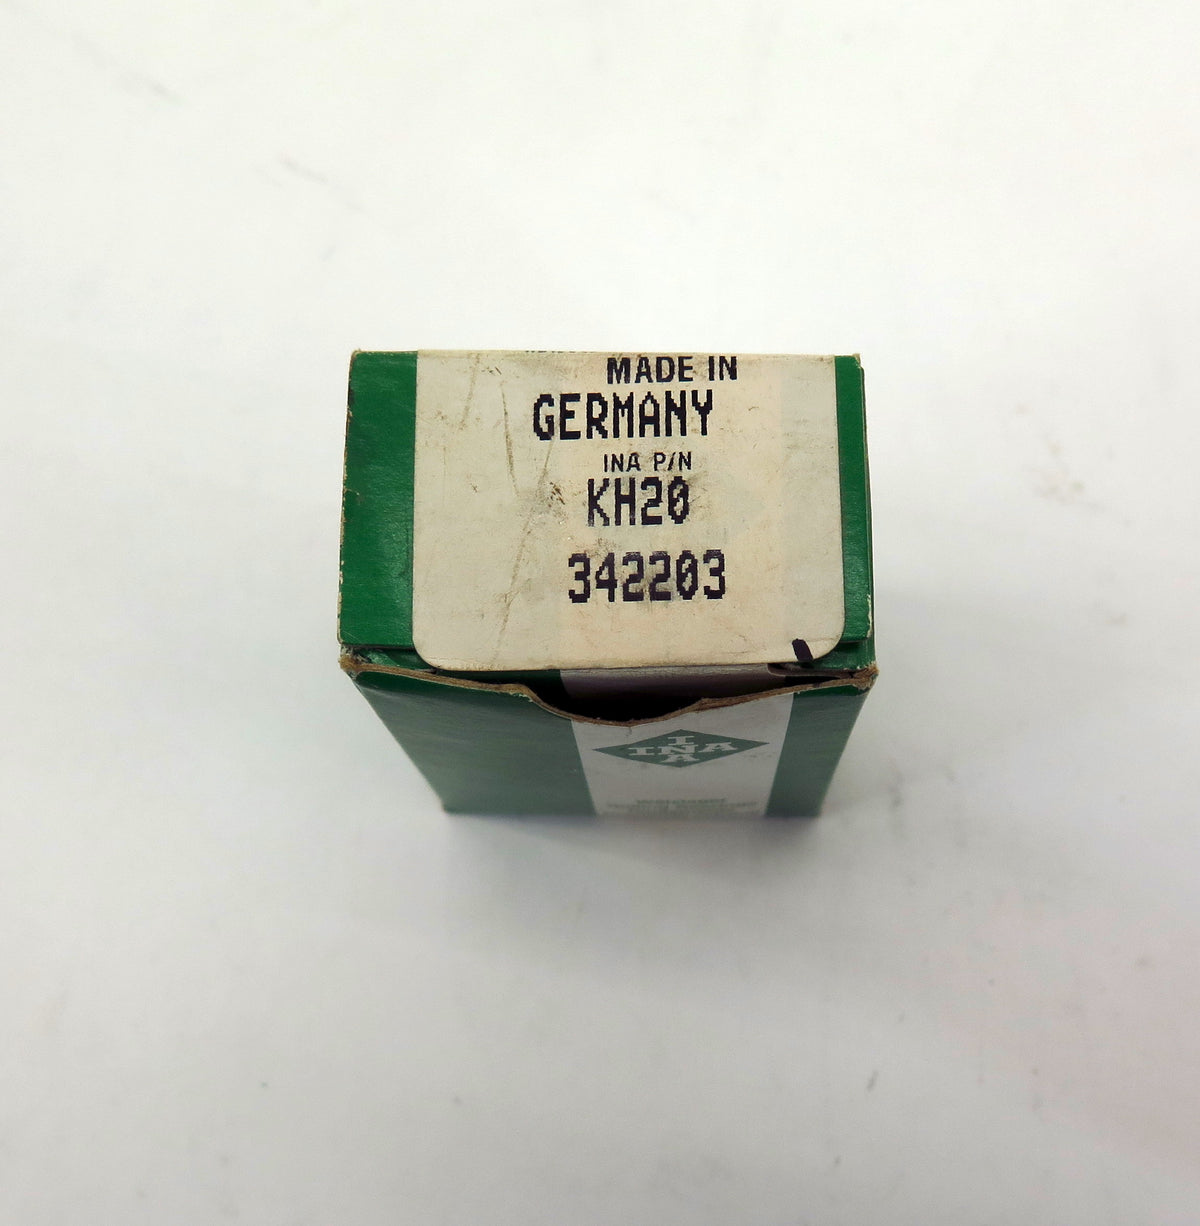 MADE IN
GERMANY
INA P/N
KH20
342203
I
INA
A